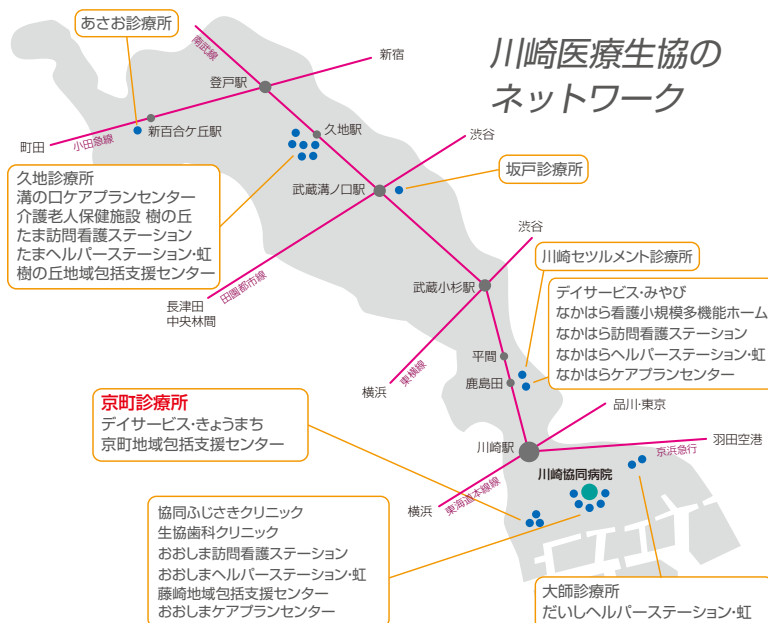 川崎医療生協の
ネットワーク
あさお診療所
南武線
新宿
登戸駅
新百合ケ丘駅
町田
小田急線
久地駅
渋谷
久地診療所
溝の口ケアプランセンター
介護老人保健施設 樹の丘
たま訪問看護ステーション
たまヘルパーステーション・虹
樹の丘地域包括支援センター
武蔵溝ノ口駅
坂戸診療所
渋谷
長津田
中央林間
田園都市線
武蔵小杉駅
川崎セツルメント診療所
デイサービス・みやび
なかはら看護小規模多機能ホーム
なかはら訪問看護ステーション
なかはらヘルパーステーション・虹
なかはらケアプランセンター
平間
鹿島田
横浜
東横線
京町診療所
デイサービス・きょうまち
京町地域包括支援センター
品川・東京
川崎駅
羽田空港
京浜急行
川崎協同病院
横浜
東海道本線線
協同ふじさきクリニック
生協歯科クリニック
おおしま訪問看護ステーション
おおしまヘルパーステーション・虹
藤崎地域包括支援センター
おおしまケアプランセンター
大師診療所
だいしヘルパーステーション・虹